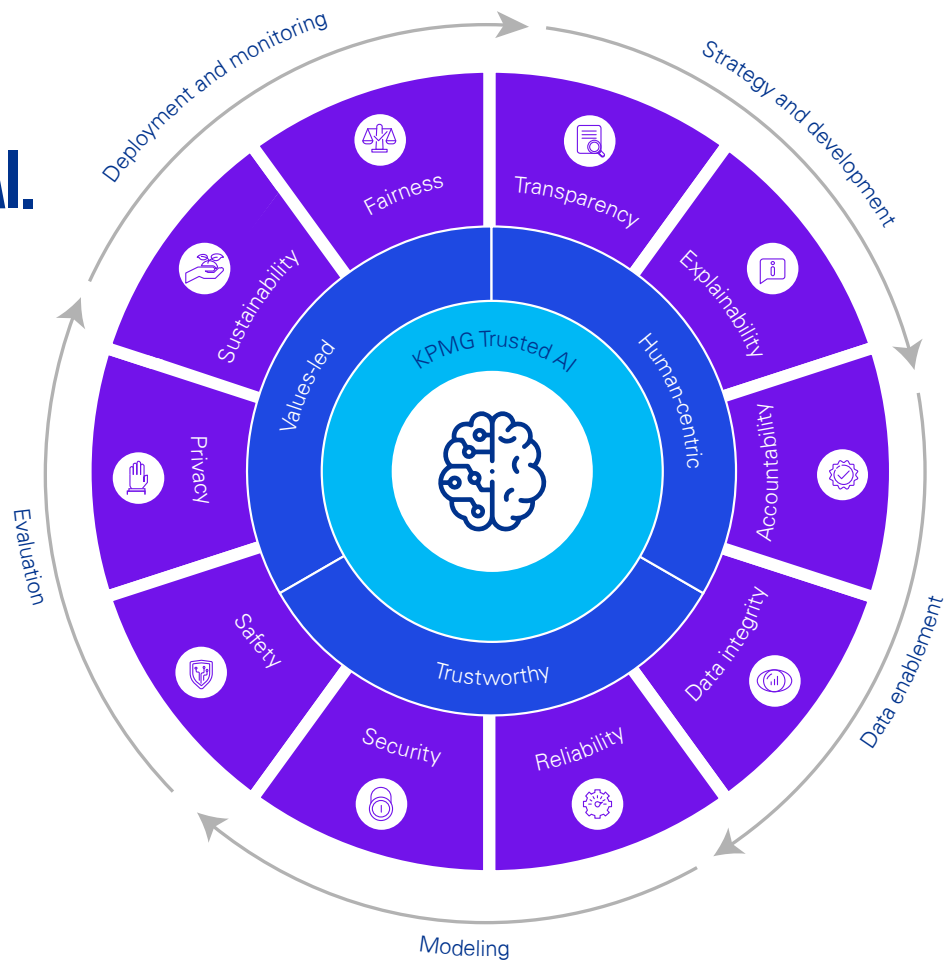 AI.
Deployment and monitoring
Strategy and development
Data enablement
Modeling
Evaluation
Fairness
Transparency
Explainability
Accountability
Data integrity
Reliability
Security
Safety
Privacy
Sustainability
Values-led
Human-centric
Trustworthy
KPMG Trusted AI